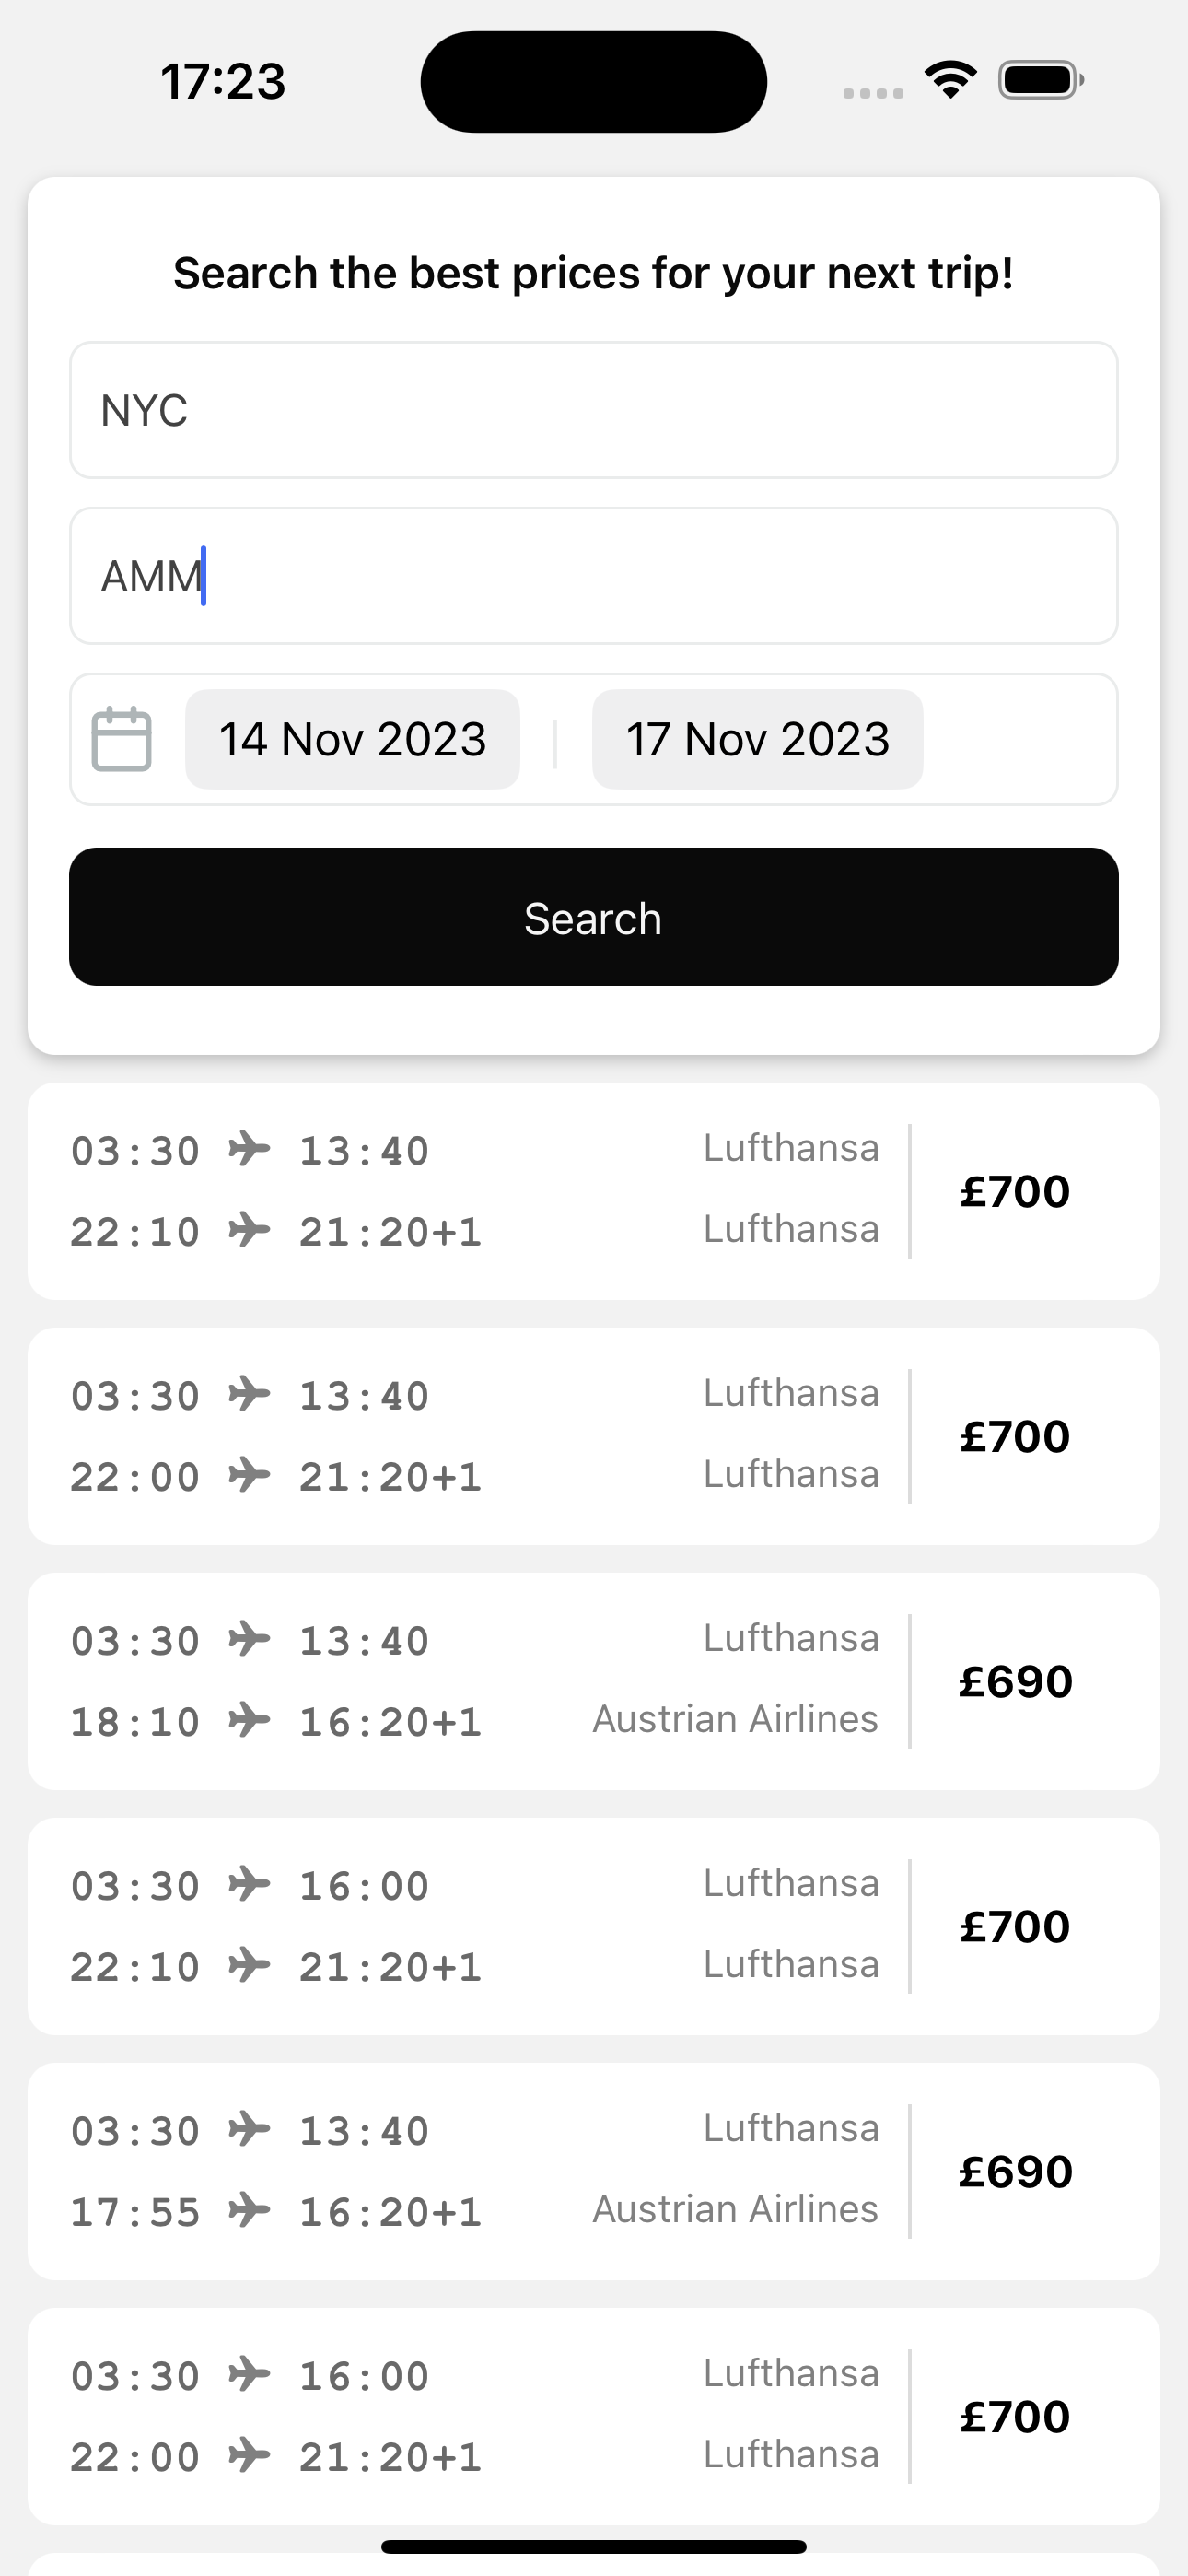 17:23
Search the best prices for your next trip!
NYC
AMM
14 Nov 2023 17 Nov 2023
Search
03:30 13:40 Lufthansa
£700
22:10 21:20+1 Lufthansa
03:30 13:40 Lufthansa
£700
22:00 21:20+1 Lufthansa
03:30 13:40 Lufthansa
£690
18:10 16:20+1 Austrian Airlines
03:30 16:00 Lufthansa
£700
22:10 21:20+1 Lufthansa
03:30 13:40 Lufthansa
£690
17:55 16:20+1 Austrian Airlines
03:30 16:00 Lufthansa
£700
22:00 21:20+1 Lufthansa